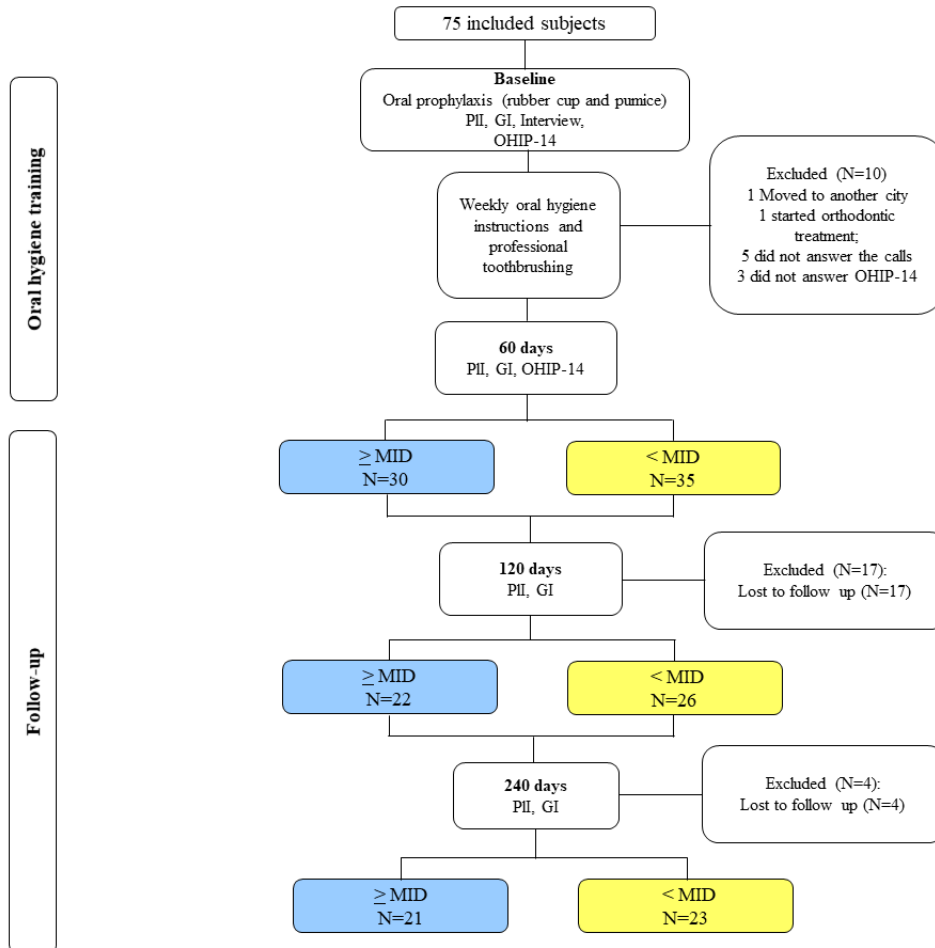 75 included subjects
Oral hygiene training
Baseline
Oral prophylaxis (rubber cup and pumice)
PlI, GI, Interview,
OHIP-14
Weekly oral hygiene
instructions and
professional
toothbrushing
Excluded (N=10)
1 Moved to another city
1 started orthodontic
treatment;
5 did not answer the calls
3 did not answer OHIP-14
60 days
PlI, GI, OHIP-14
Follow-up
≥ MID
N=30
< MID
N=35
120 days
PlI, GI
Excluded (N=17):
Lost to follow up (N=17)
≥ MID
N=22
< MID
N=26
240 days
PlI, GI
Excluded (N=4):
Lost to follow up (N=4)
≥ MID
N=21
< MID
N=23